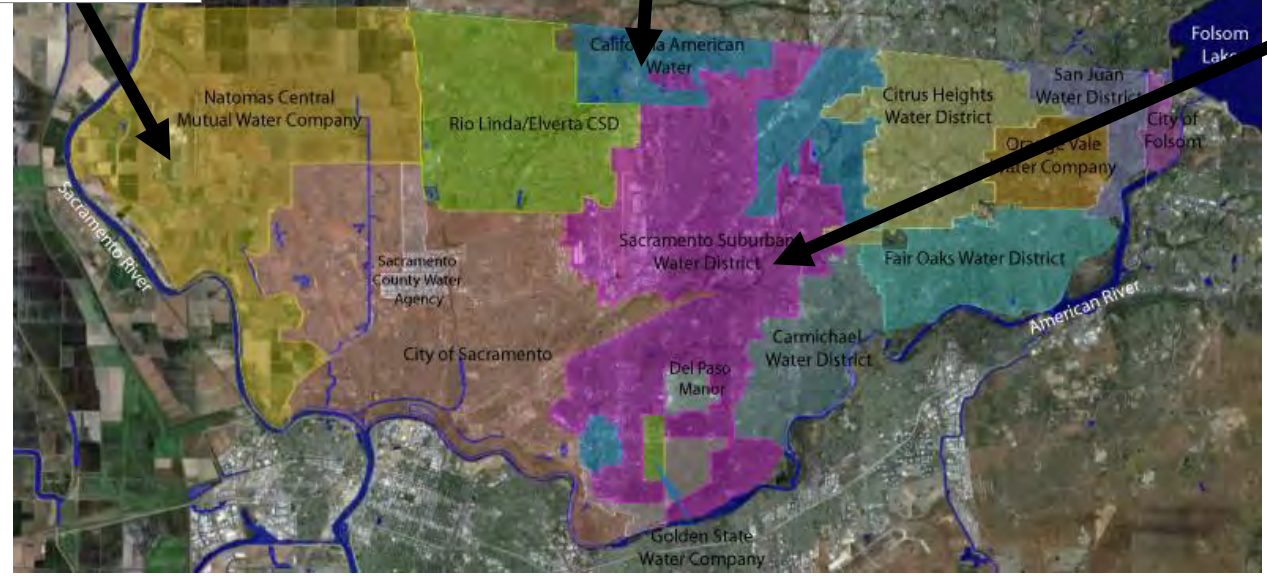 Folsom
Lake
California American
Water
San Juan
Water District
Natomas Central
Mutual Water Company
Citrus Heights
Water District
Rio Linda/Elverta CSD
City of
Folsom
Orange Vale
Water Company
Sacramento River
Sacramento Suburban
Water District
Fair Oaks Water District
Sacramento
County Water
Agency
American River
City of Sacramento
Carmichael
Water District
Del Paso
Manor
Golden State
Water Company